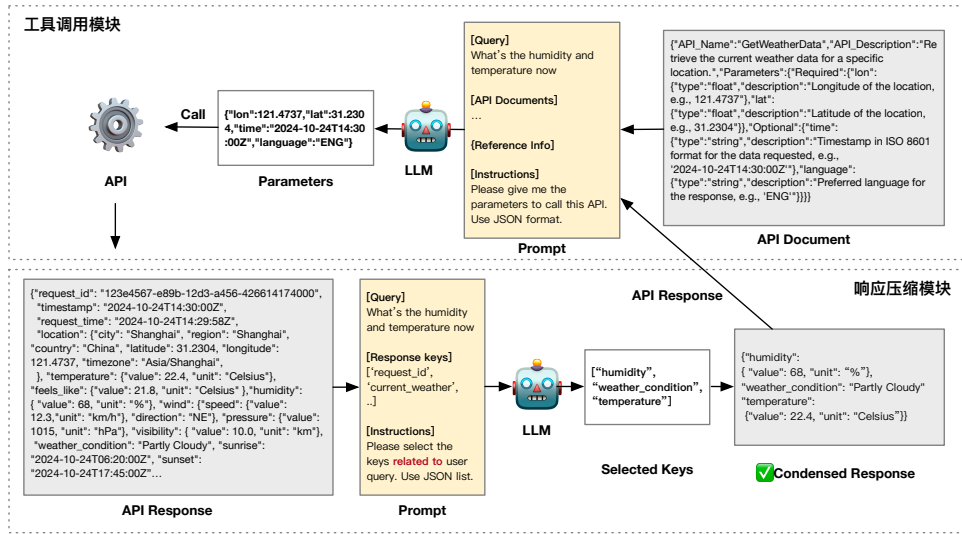 工具调用模块
[Query]
What's the humidity and
temperature now
[API Documents]
...
{Reference Info]
[Instructions]
Please give me the
parameters to call this API.
Use JSON format.
Prompt
{"API_Name":"GetWeatherData","API_Description":"Ret
rieve the current weather data for a specific
location.","Parameters":{"Required":{"lon":
{"type":"float","description":"Longitude of the location,
e.g., 121.4737"},"lat":
{"type":"float","description":"Latitude of the location,
e.g., 31.2304"}},"Optional":{"time":
{"type":"string","description":"Timestamp in ISO 8601
format for the data requested, e.g.,
'2024-10-24T14:30:00Z'"},"language":
{"type":"string","description":"Preferred language for
the response, e.g., 'ENG'"}}}}
API Document
LLM
{"lon":121.4737,"lat":31.230
4,"time":"2024-10-24T14:30
:00Z","language":"ENG"}
Parameters
Call
API
响应压缩模块
API Response
{"request_id": "123e4567-e89b-12d3-a456-426614174000",
"timestamp": "2024-10-24T14:30:00Z",
"request_time": "2024-10-24T14:29:58Z",
"location": {"city": "Shanghai", "region": "Shanghai",
"country": "China", "latitude": 31.2304, "longitude":
121.4737, "timezone": "Asia/Shanghai",
}, "temperature": {"value": 22.4, "unit": "Celsius"},
"feels_like": {"value": 21.8, "unit": "Celsius" },"humidity":
{ "value": 68, "unit": "%"}, "wind": {"speed": {"value":
12.3,"unit": "km/h"}, "direction": "NE"}, "pressure": {"value":
1015, "unit": "hPa"}, "visibility": { "value": 10.0, "unit": "km"},
"weather_condition": "Partly Cloudy", "sunrise":
"2024-10-24T06:20:00Z", "sunset":
"2024-10-24T17:45:00Z"...
API Response
[Query]
What's the humidity
and temperature now
[Response keys]
['request_id',
'current_weather',
..]
[Instructions]
Please select the
keys related to user
query. Use JSON list.
Prompt
LLM
["humidity",
"weather_condition",
"temperature"]
Selected Keys
{"humidity":
{ "value": 68, "unit": "%"},
"weather_condition": "Partly Cloudy"
"temperature":
{"value": 22.4, "unit": "Celsius"}}
✅Condensed Response